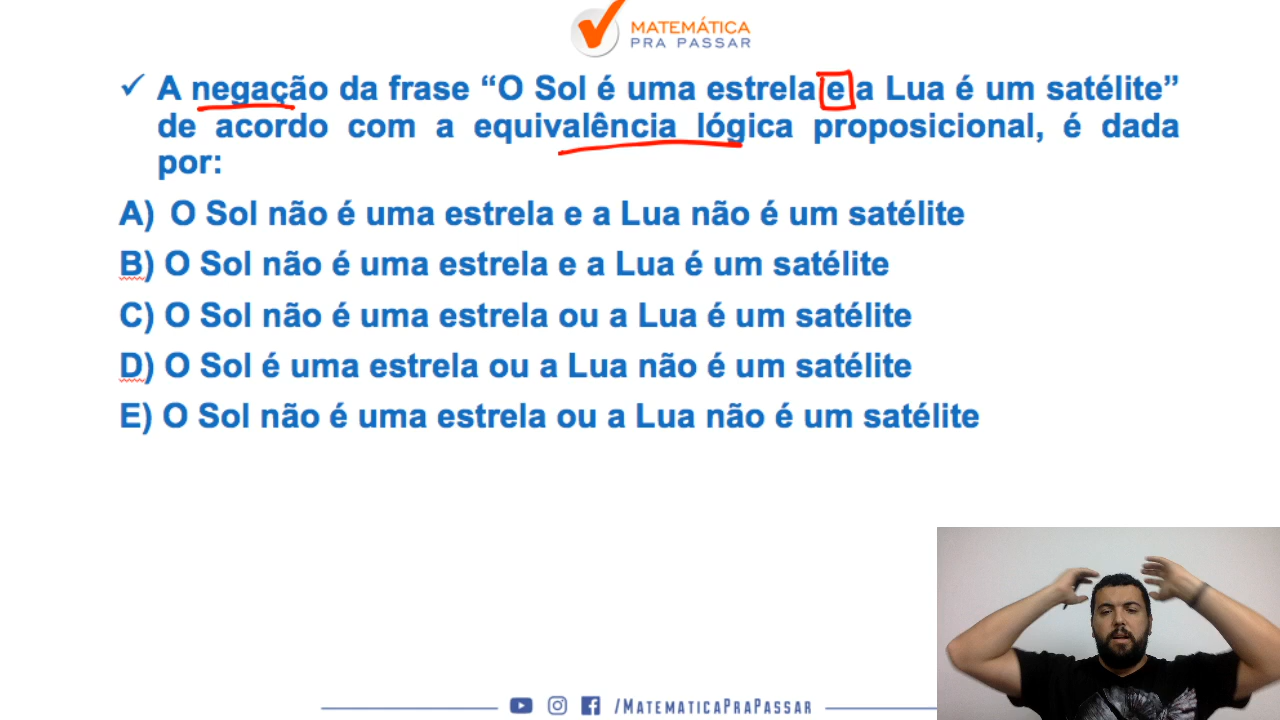 MATEMÁTICA
PRA PASSAR
✓ A negação da frase “O Sol é uma estrela e a Lua é um satélite”
de acordo com a equivalência lógica proposicional, é dada
por:
A) O Sol não é uma estrela e a Lua não é um satélite
B) O Sol não é uma estrela e a Lua é um satélite
C) O Sol não é uma estrela ou a Lua é um satélite
D) O Sol é uma estrela ou a Lua não é um satélite
E) O Sol não é uma estrela ou a Lua não é um satélite
/MATEMATICAPRAPASSAR